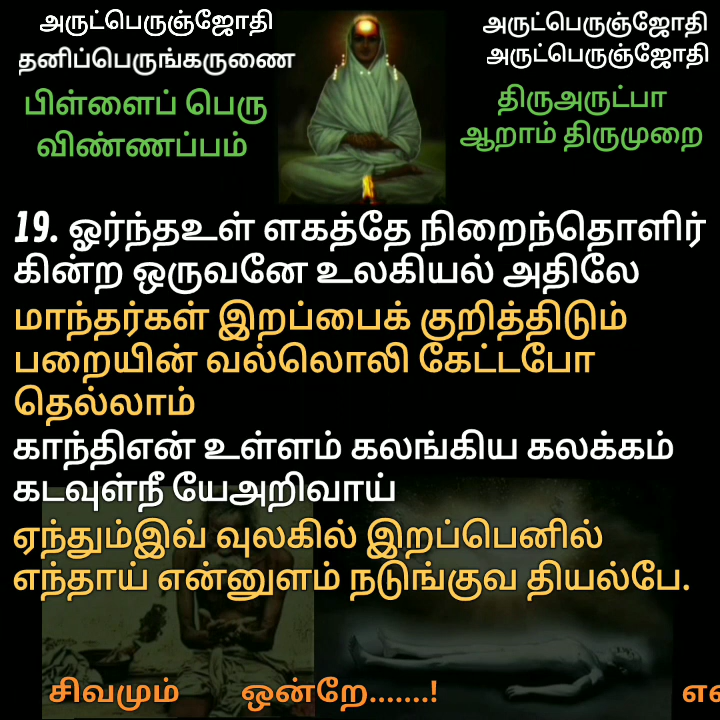 அருட்பெருஞ்ஜோதி
தனிப்பெருங்கருணை
பிள்ளைப் பெரு
விண்ணப்பம்
அருட்பெருஞ்ஜோதி
அருட்பெருஞ்ஜோதி
திருஅருட்பா
ஆறாம் திருமுறை
19. ஓர்ந்தஉள் ளகத்தே நிறைந்தொளிர்
கின்ற ஒருவனே உலகியல் அதிலே
மாந்தர்கள் இறப்பைக் குறித்திடும்
பறையின் வல்லொலி கேட்டபோ
தெல்லாம்
காந்திஎன் உள்ளம் கலங்கிய கலக்கம்
கடவுள்நீ யேஅறிவாய்
ஏந்தும்இவ் வுலகில் இறப்பெனில்
எந்தாய் என்னுளம் நடுங்குவ தியல்பே.
சிவமும் ஒன்றே.......!